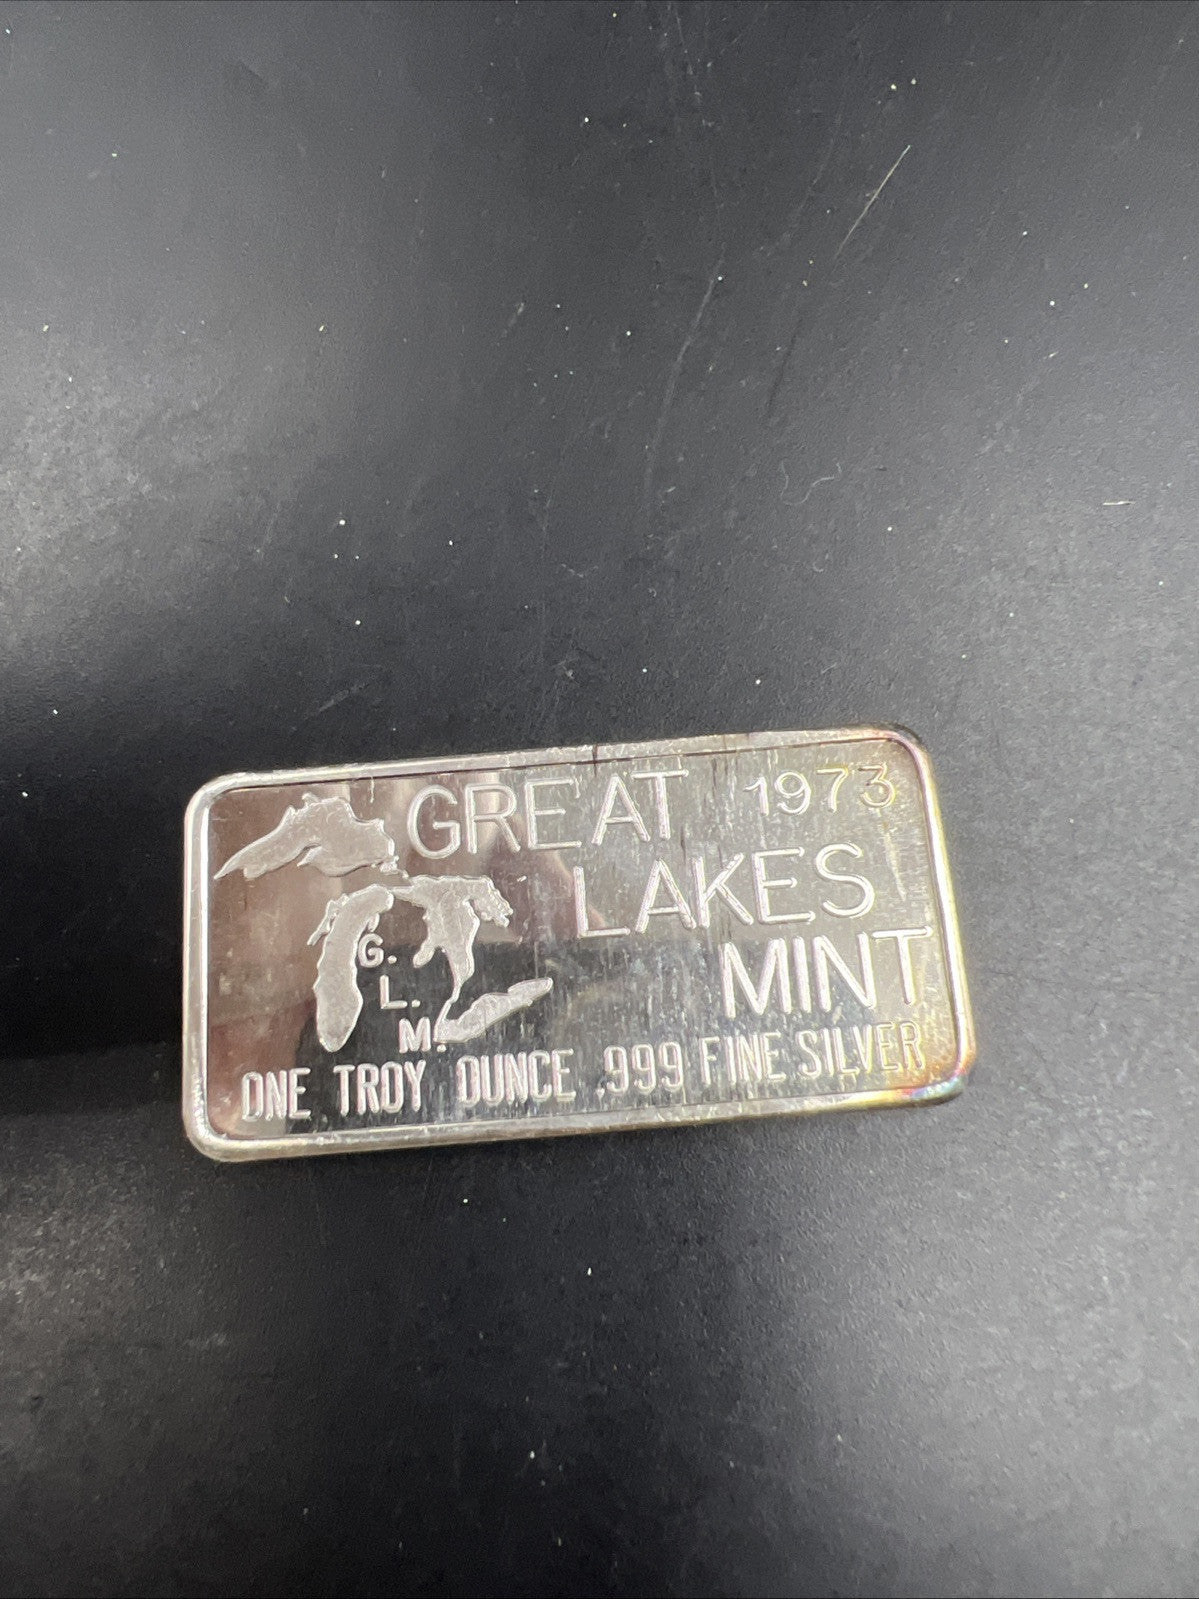 GREAT 1973
LAKES
MINT
G.
L.
M.
ONE TROY OUNCE .999 FINE SILVER